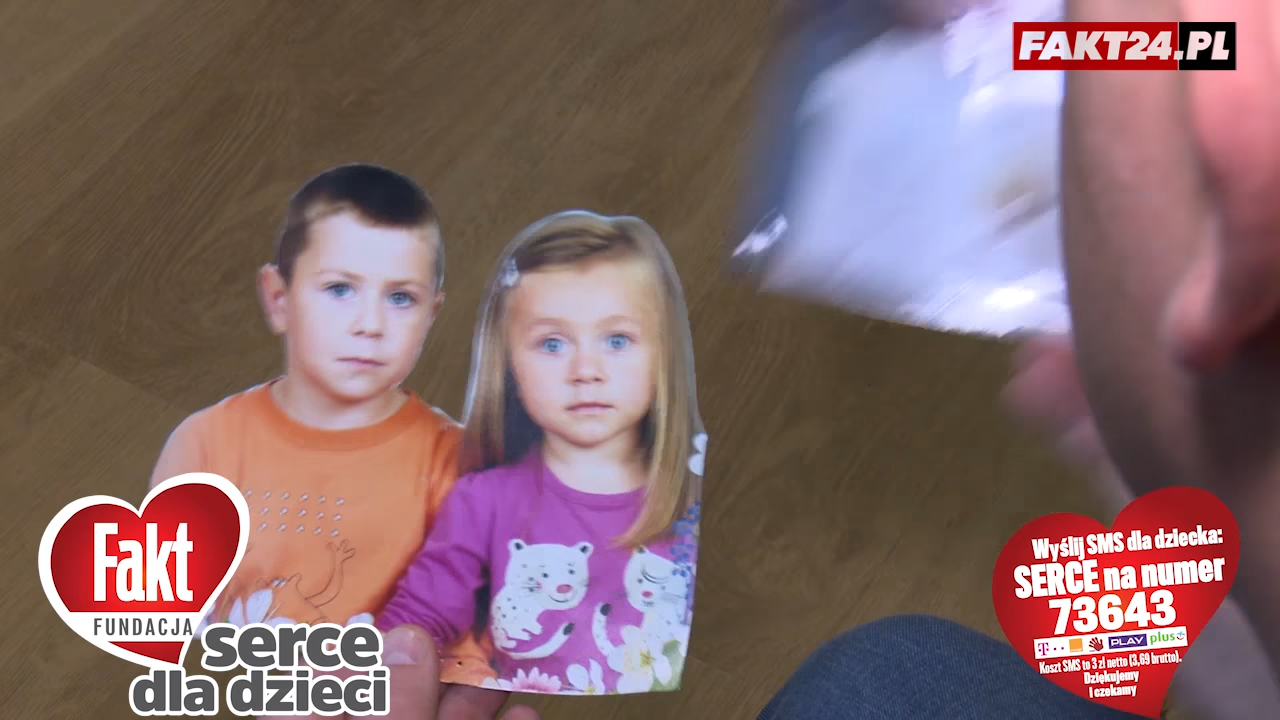 FAKT24.PL
Fakt
FUNDACJA
serce
dla dzieci
Wyślij SMS dla dziecka:
SERCE na numer
73643
T PLAY plus
Koszt SMS to 3 zł netto (3,69 brutto).
Dziękujemy
i czekamy